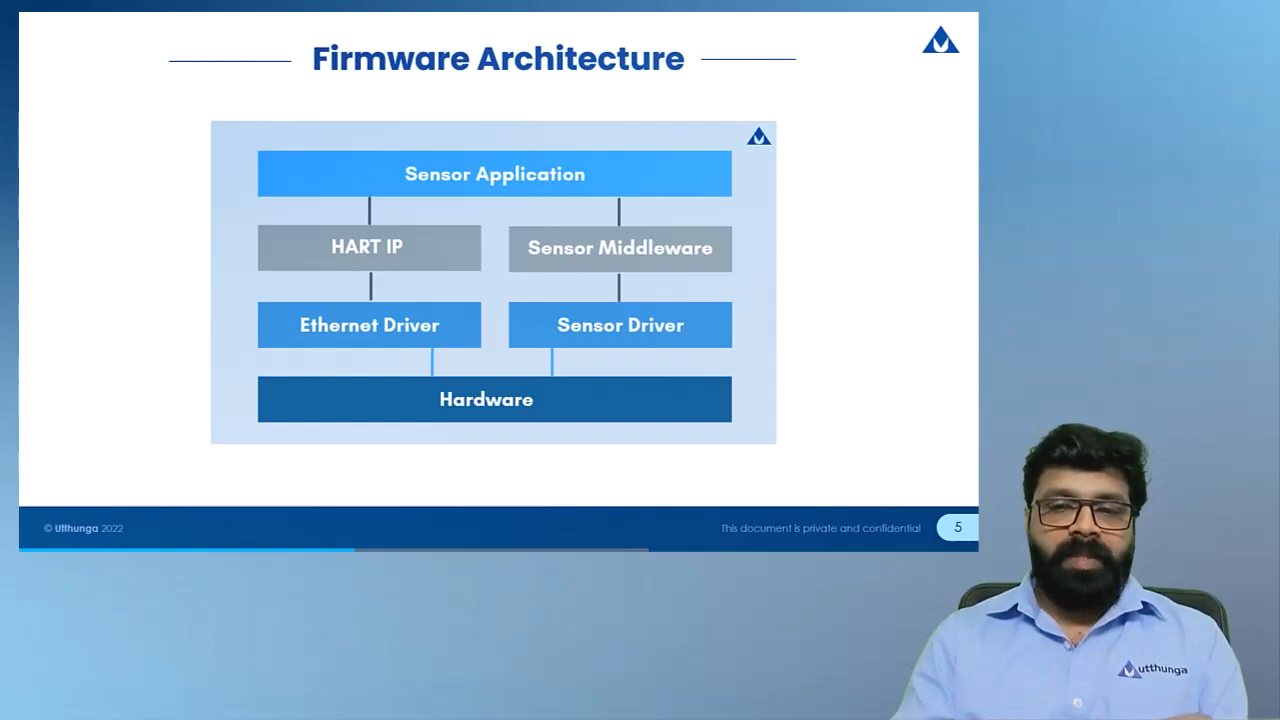 Firmware Architecture
Sensor Application
HART IP
Sensor Middleware
Ethernet Driver
Sensor Driver
Hardware
© Utthunga 2022
This document is private and confidential
5
utthunga